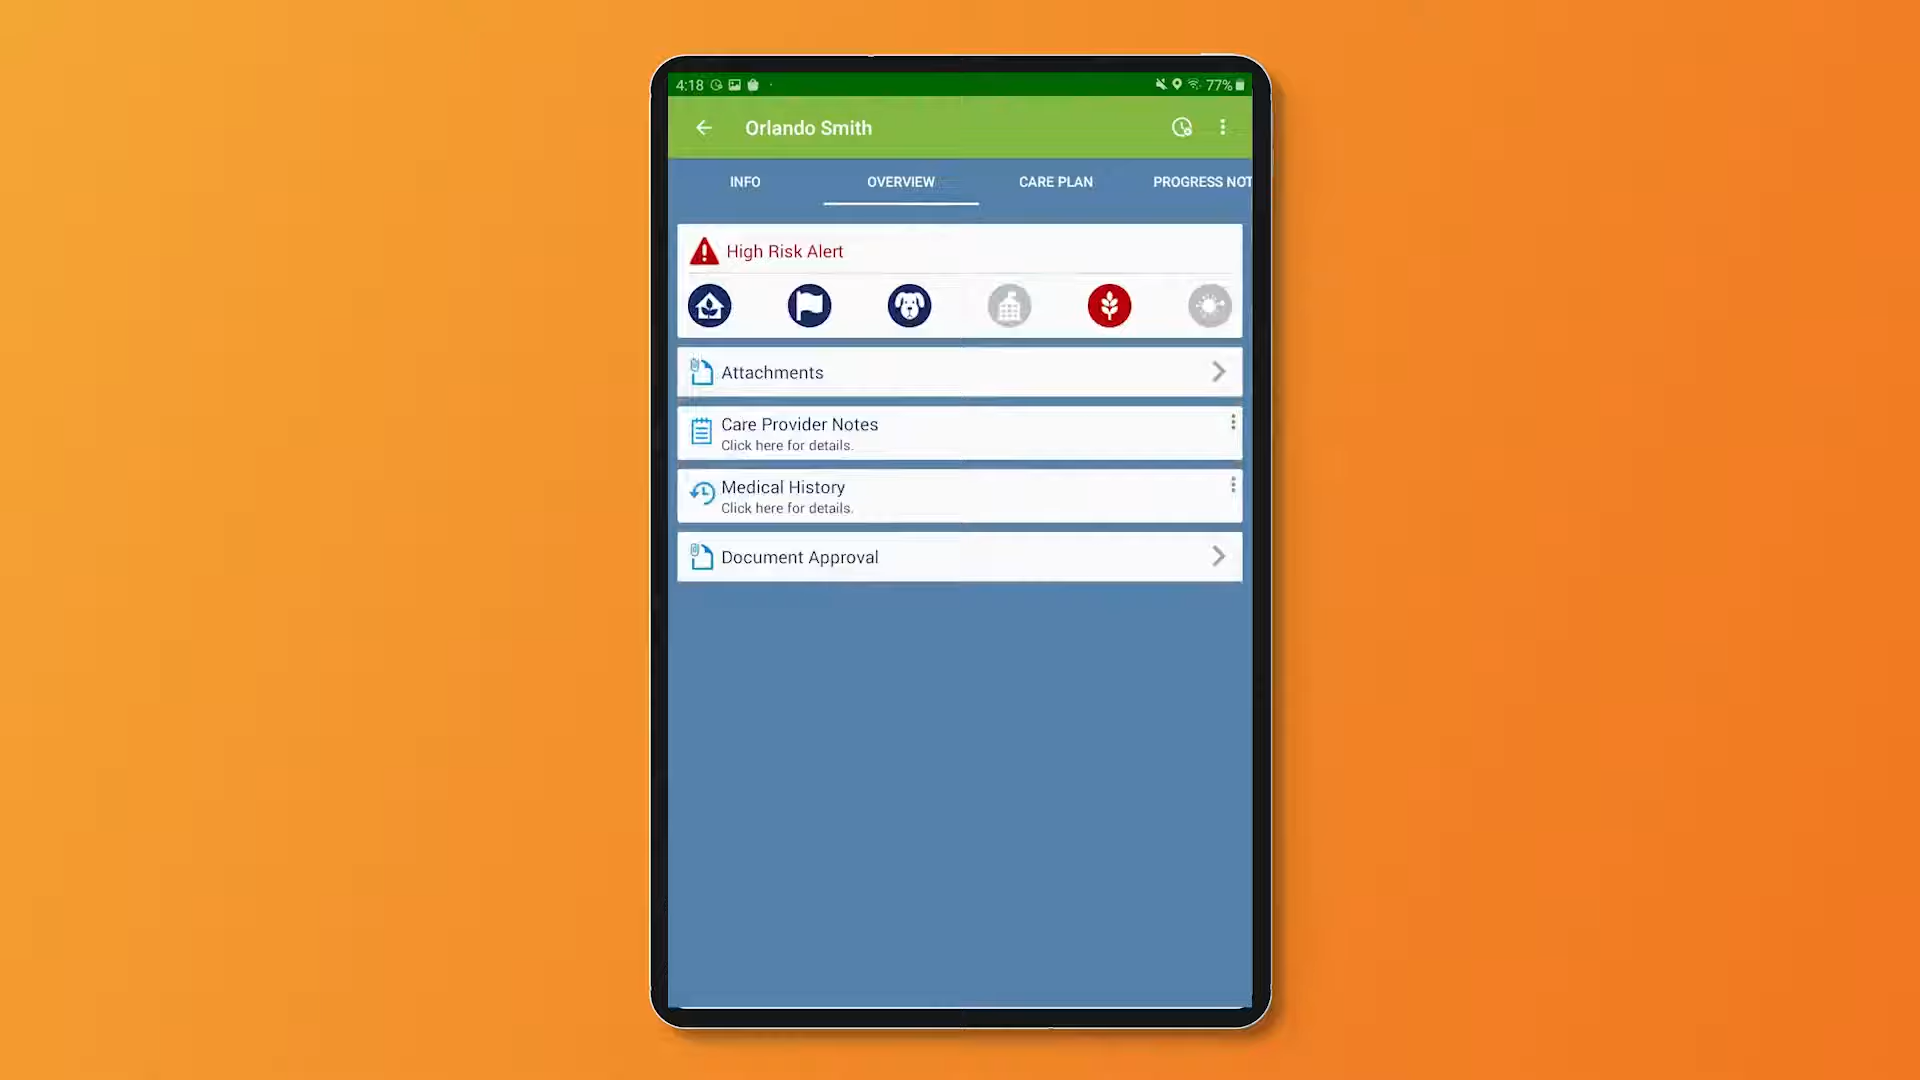 4:18
77%
Orlando Smith
INFO
OVERVIEW
CARE PLAN
PROGRESS NOT
High Risk Alert
Attachments
Care Provider Notes
Click here for details.
Medical History
Click here for details.
Document Approval